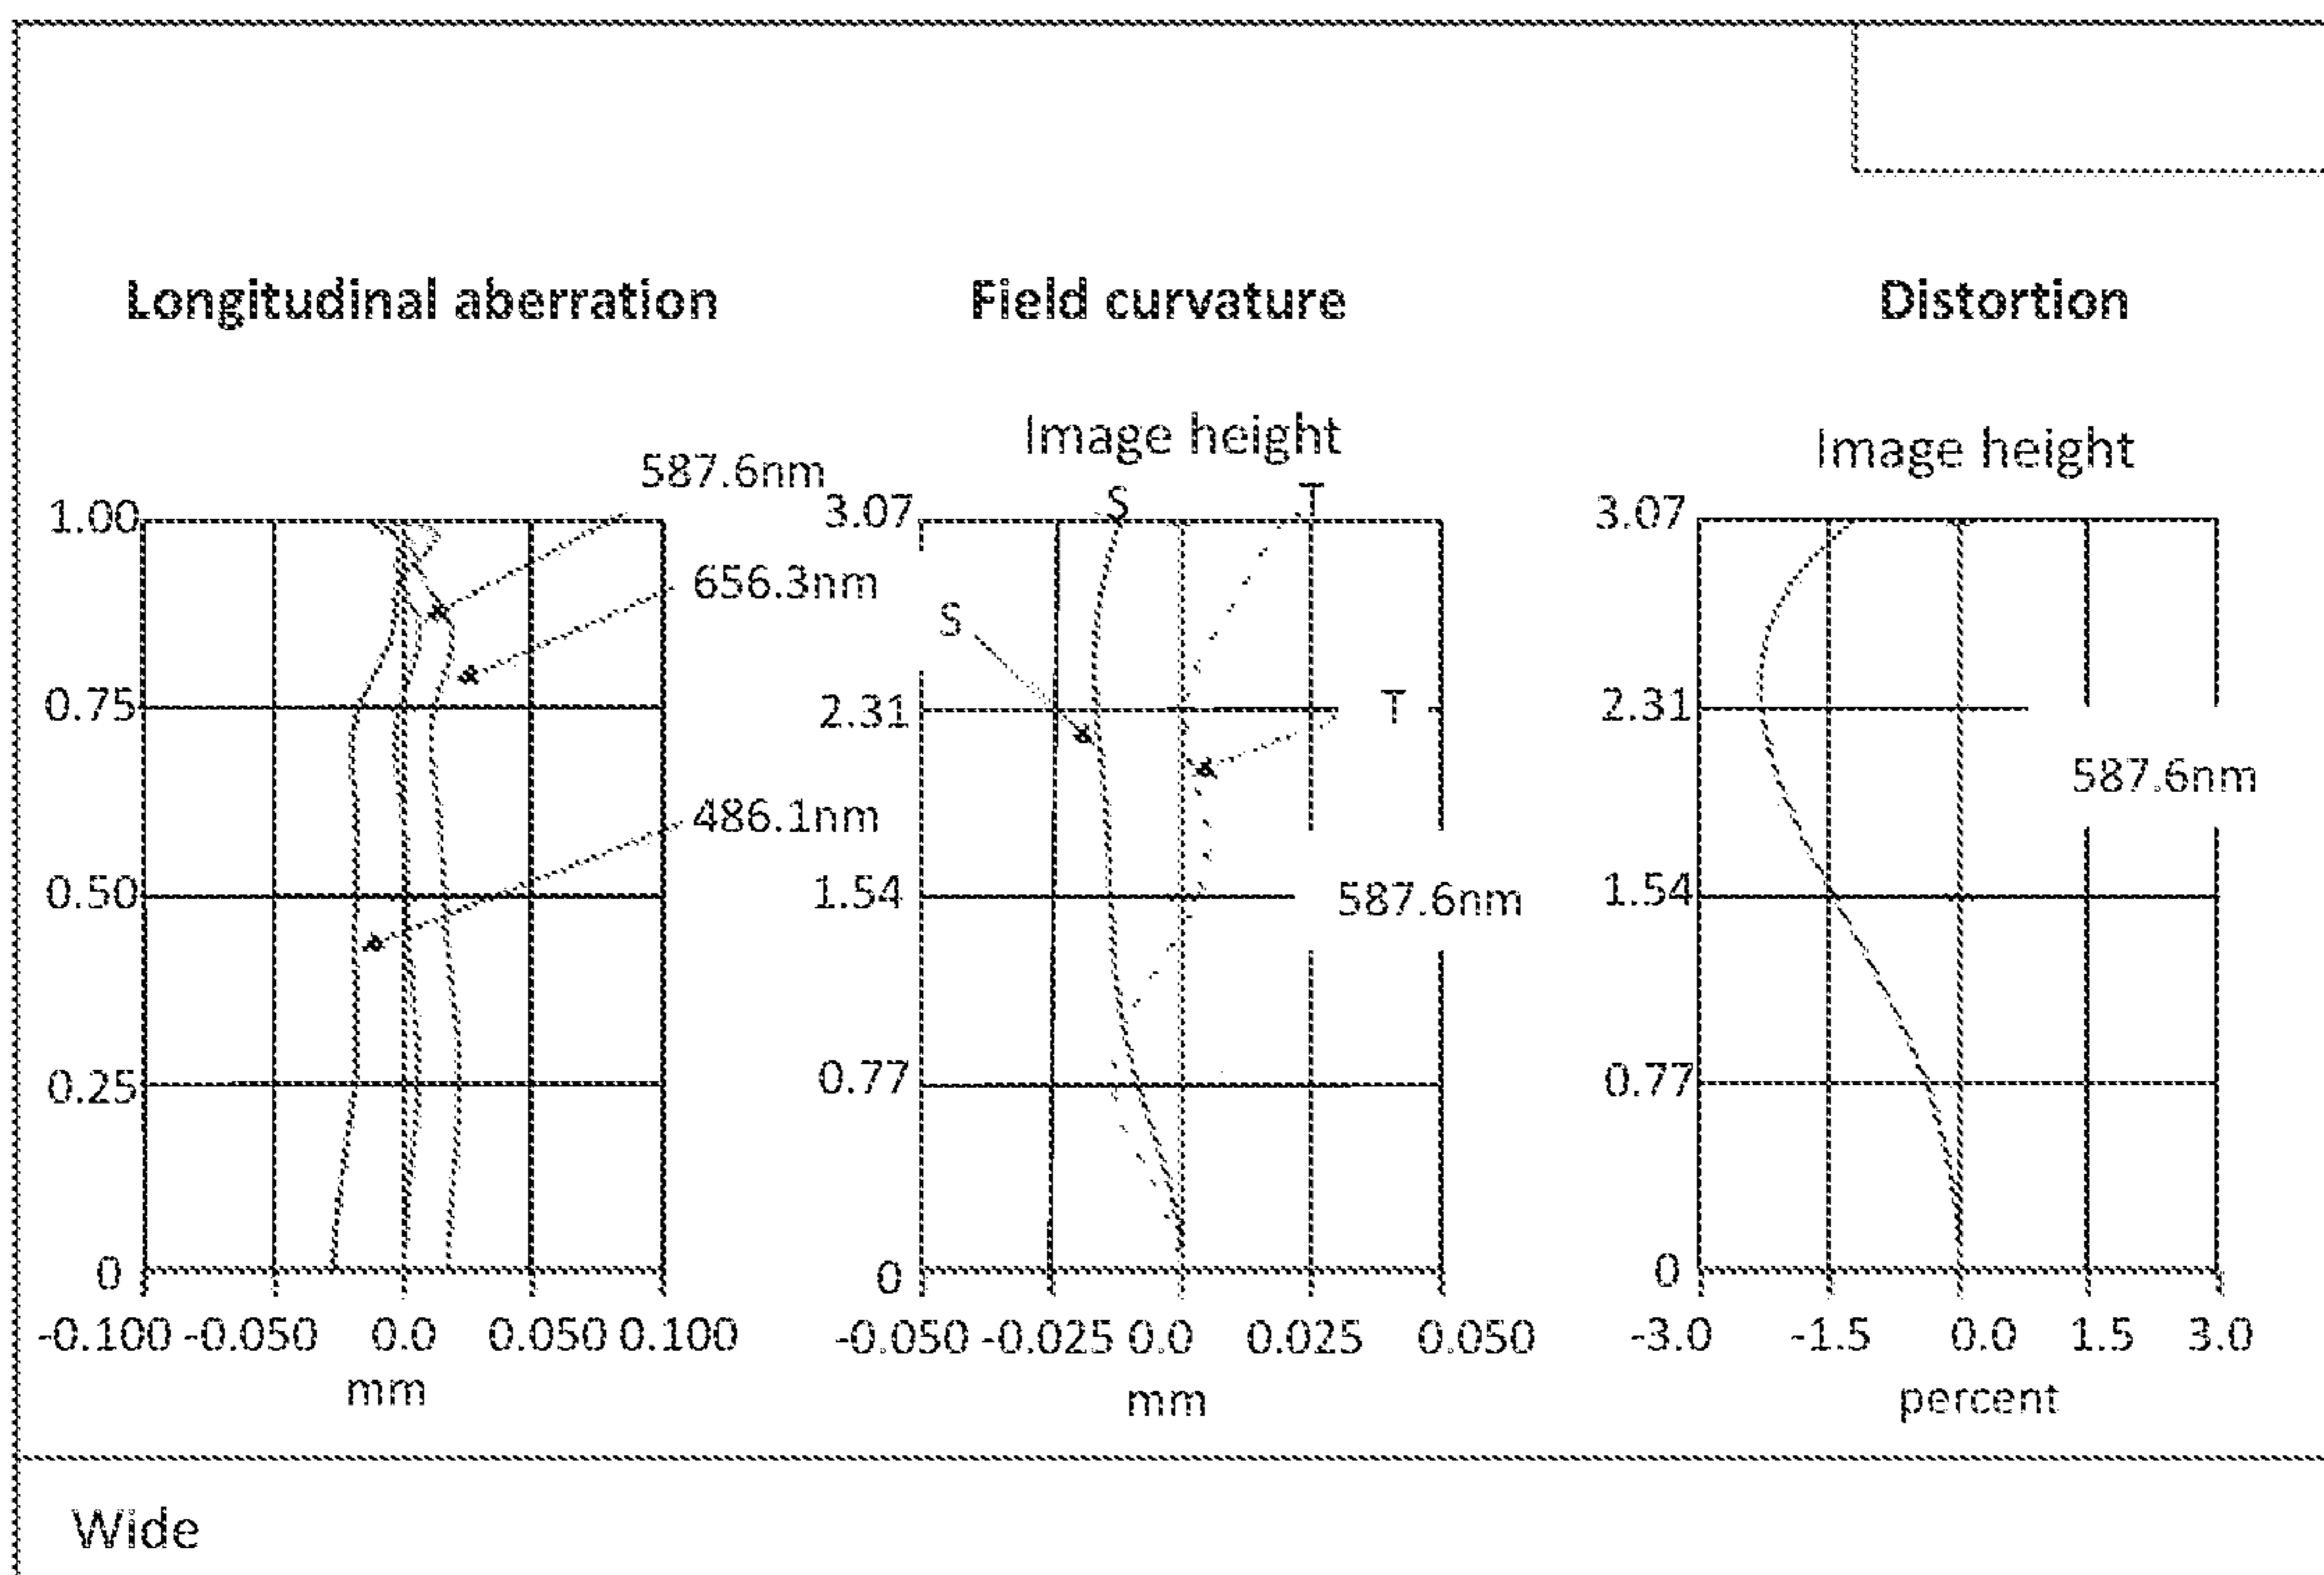 Longitudinal aberration
Field curvature
Distortion
587.6nm
656.3nm
486.1nm
1.00
0.75
0.50
0.25
0
-0.100 -0.050 0.0 0.050 0.100
mm
Image height
S
T
S
T
587.6nm
3.07
2.31
1.54
0.77
0
-0.050 -0.025 0.0 0.025 0.050
mm
Image height
587.6nm
3.07
2.31
1.54
0.77
0
-3.0 -1.5 0.0 1.5 3.0
percent
Wide